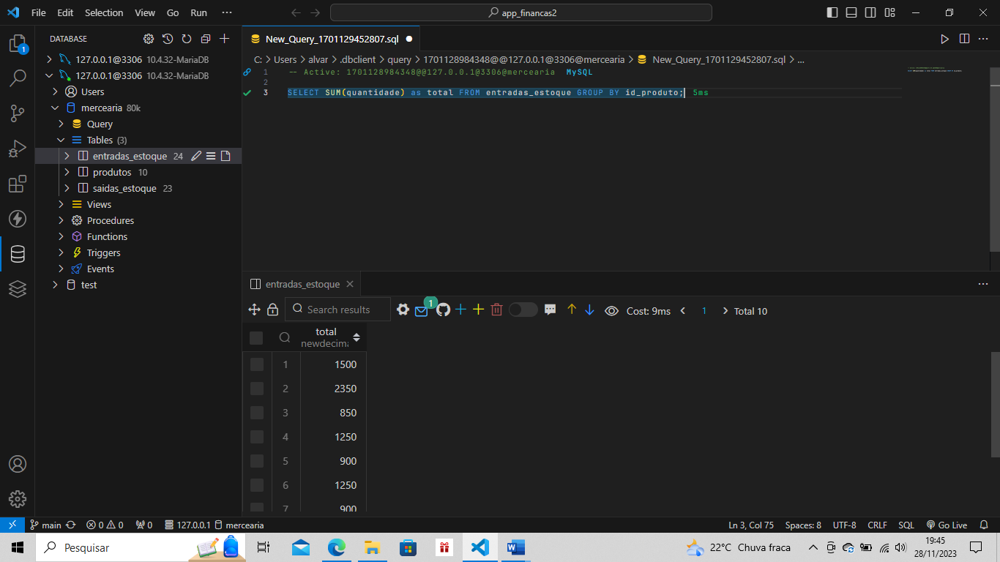 File Edit Selection View Go Run ··· app_financas2
DATABASE
127.0.0.1@3306 10.4.32-MariaDB
127.0.0.1@3306 10.4.32-MariaDB
Users
mercearia 80k
Query
Tables (3)
entradas_estoque 24
produtos 10
saidas_estoque 23
Views
Procedures
Functions
Triggers
Events
test
1
New_Query_1701129452807.sql
C: > Users > alvar > .dbclient > query > 1701128984348@@127.0.0.1@3306@mercearia > New_Query_1701129452807.sql > ...
1 -- Active: 1701128984348@@127.0.0.1@3306@mercearia MySQL
2
3 SELECT SUM(quantidade) as total FROM entradas_estoque GROUP BY id_produto; 5ms
entradas_estoque
Search results 1 Cost: 9ms 1 Total 10
total
newdecima
1 1500
2 2350
3 850
4 1250
5 900
6 1250
7 900
main 0 0 0 127.0.0.1 mercearia Ln 3, Col 75 Spaces: 8 UTF-8 CRLF SQL Go Live
Pesquisar 22°C Chuva fraca 19:45
28/11/2023